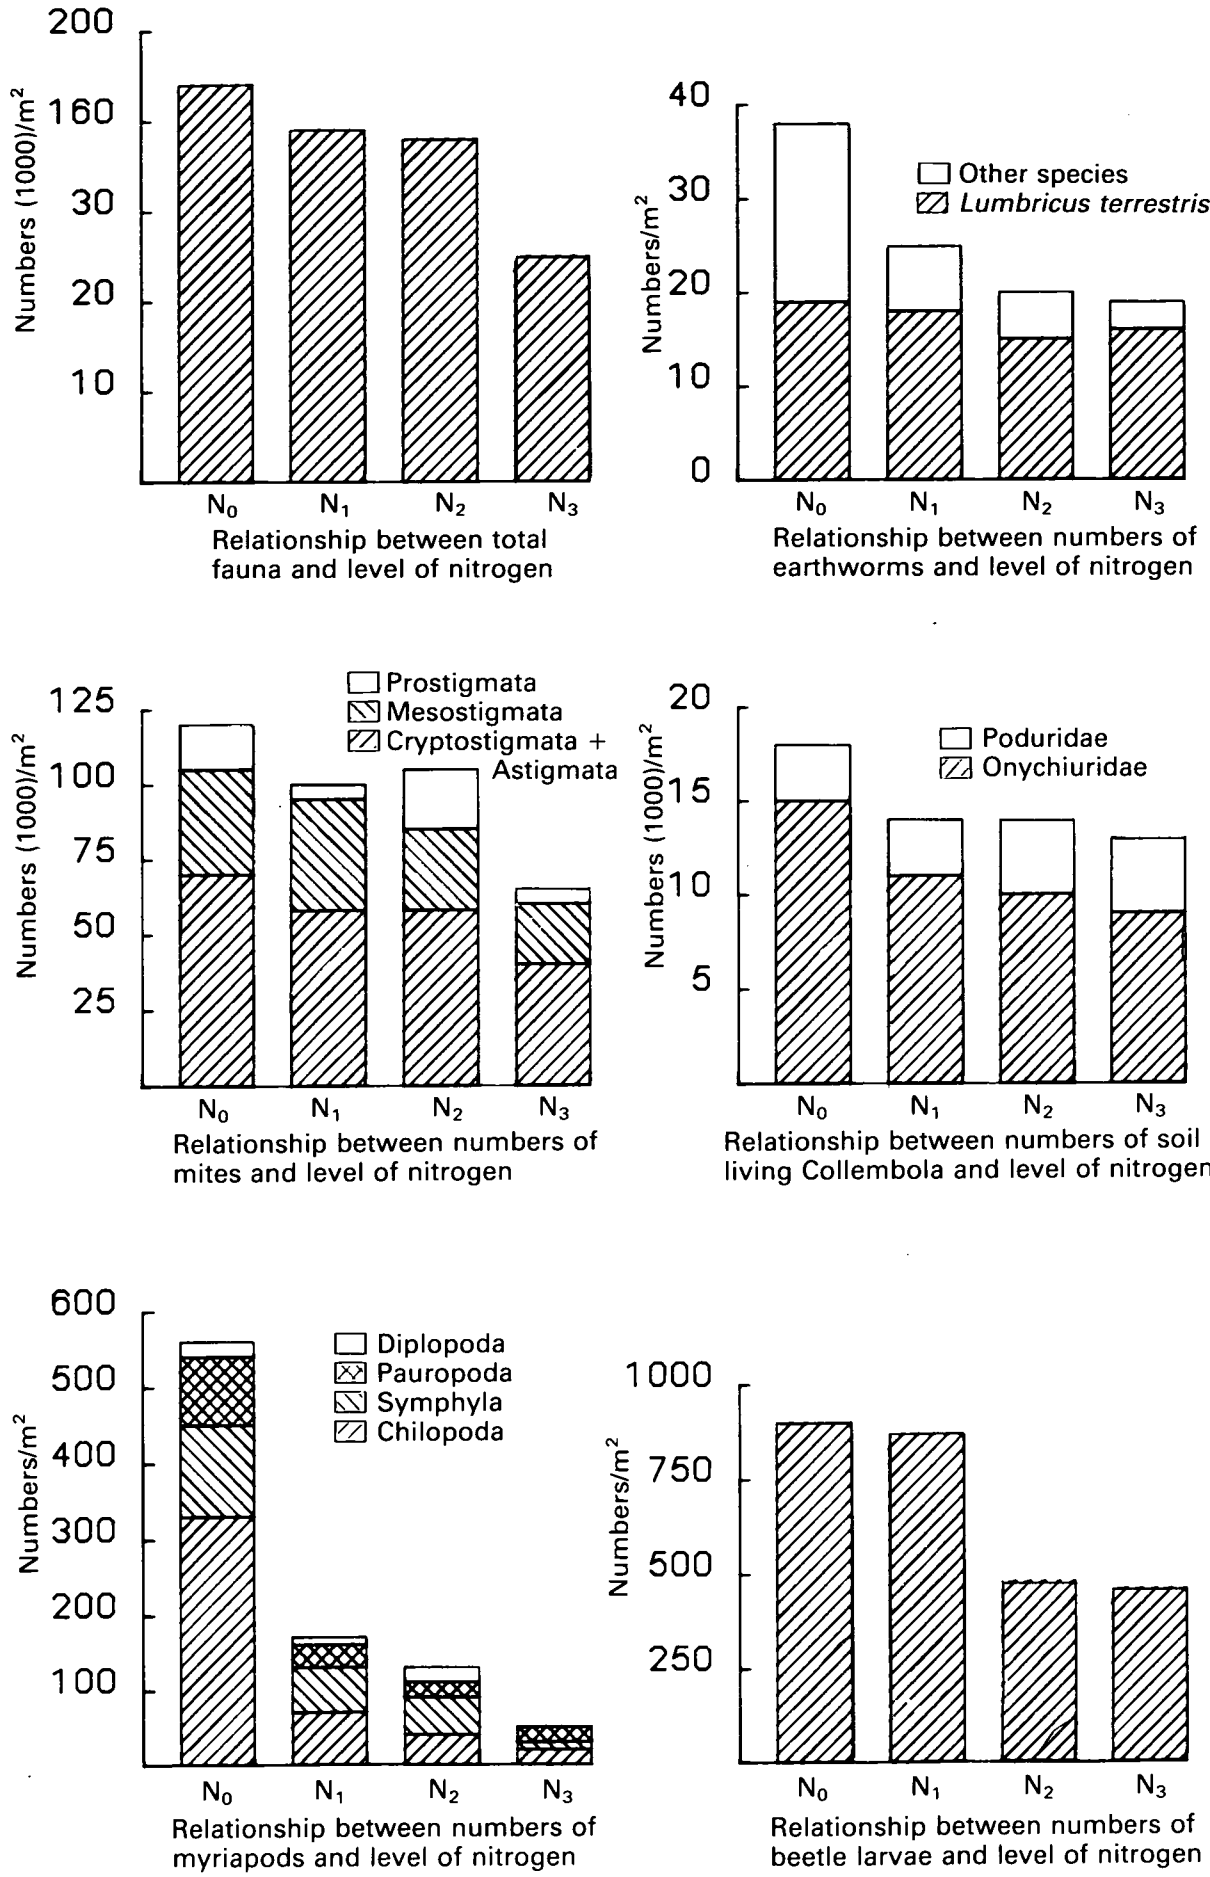 200
160
30
20
10
Numbers (1000)/m²
N₀ N₁ N₂ N₃
Relationship between total
fauna and level of nitrogen
40
30
20
10
0
Numbers/m²
Other species
Lumbricus terrestris
N₀ N₁ N₂ N₃
Relationship between numbers of
earthworms and level of nitrogen
125
100
75
50
25
Numbers (1000)/m²
Prostigmata
Mesostigmata
Cryptostigmata +
Astigmata
N₀ N₁ N₂ N₃
Relationship between numbers of
mites and level of nitrogen
20
15
10
5
Numbers (1000)/m²
Poduridae
Onychiuridae
N₀ N₁ N₂ N₃
Relationship between numbers of soil
living Collembola and level of nitrogen
600
500
400
300
200
100
Numbers/m²
Diplopoda
Pauropoda
Symphyla
Chilopoda
N₀ N₁ N₂ N₃
Relationship between numbers of
myriapods and level of nitrogen
1000
750
500
250
Numbers/m²
N₀ N₁ N₂ N₃
Relationship between numbers of
beetle larvae and level of nitrogen